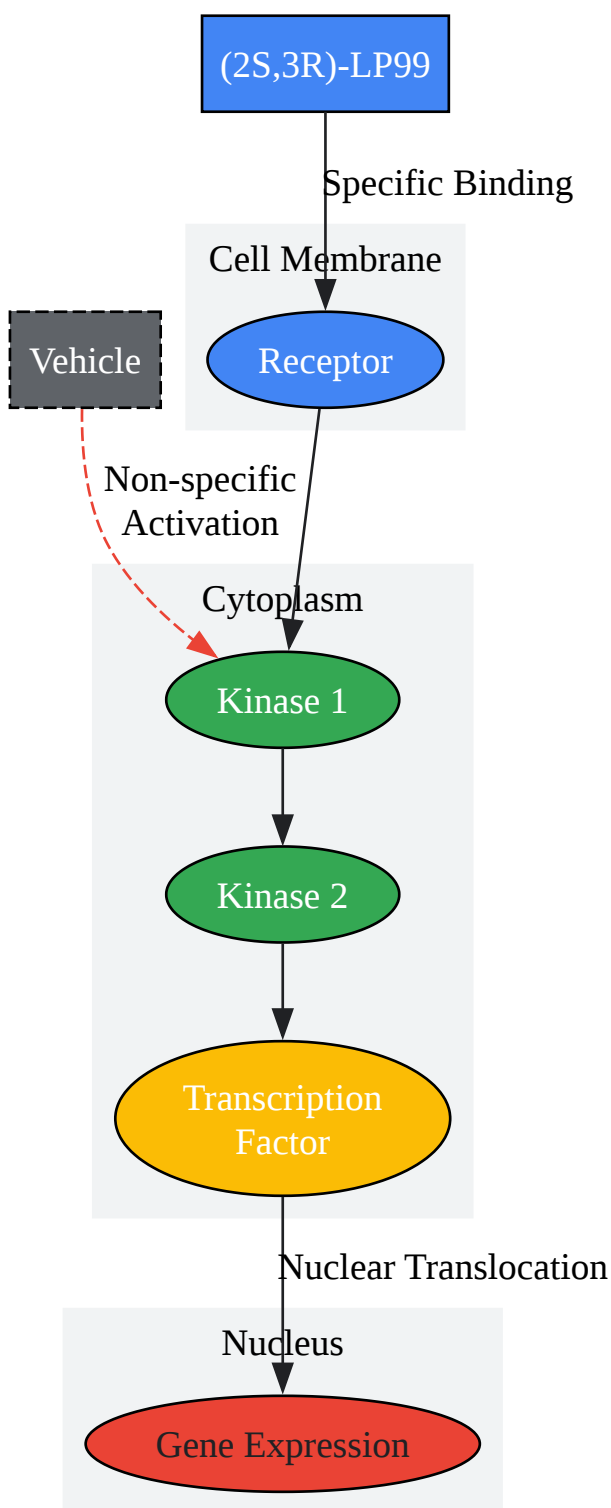 (2S,3R)-LP99
Specific Binding
Cell Membrane
Vehicle
Receptor
Non-specific
Activation
Cytoplasm
Kinase 1
Kinase 2
Transcription
Factor
Nuclear Translocation
Nucleus
Gene Expression